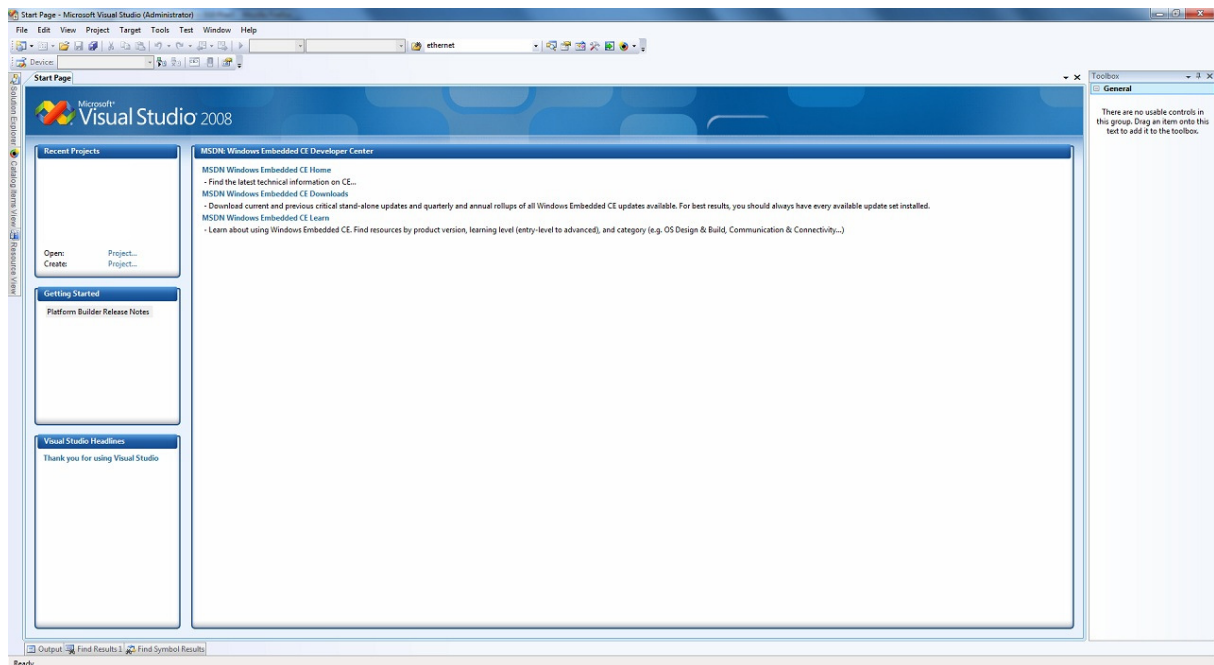 Start Page - Microsoft Visual Studio (Administrator)
File Edit View Project Target Tools Test Window Help
ethernet
Device:
Start Page
Toolbox
General
There are no usable controls in
this group. Drag an item onto this
text to add it to the toolbox.
Solution Explorer
Catalog Items View
Resource View
Microsoft®
Visual Studio® 2008
Recent Projects
Open: Project...
Create: Project...
Getting Started
Platform Builder Release Notes
Visual Studio Headlines
Thank you for using Visual Studio
MSDN: Windows Embedded CE Developer Center
MSDN Windows Embedded CE Home
- Find the latest technical information on CE...
MSDN Windows Embedded CE Downloads
- Download current and previous critical stand-alone updates and quarterly and annual rollups of all Windows Embedded CE updates available. For best results, you should always have every available update set installed.
MSDN Windows Embedded CE Learn
- Learn about using Windows Embedded CE. Find resources by product version, learning level (entry-level to advanced), and category (e.g. OS Design & Build, Communication & Connectivity...)
Output Find Results 1 Find Symbol Results
Ready